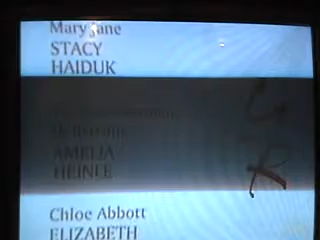 Mary Jane
STACY
HAIDUK
AMELIA
HEINLE
Chloe Abbott
ELIZABETH